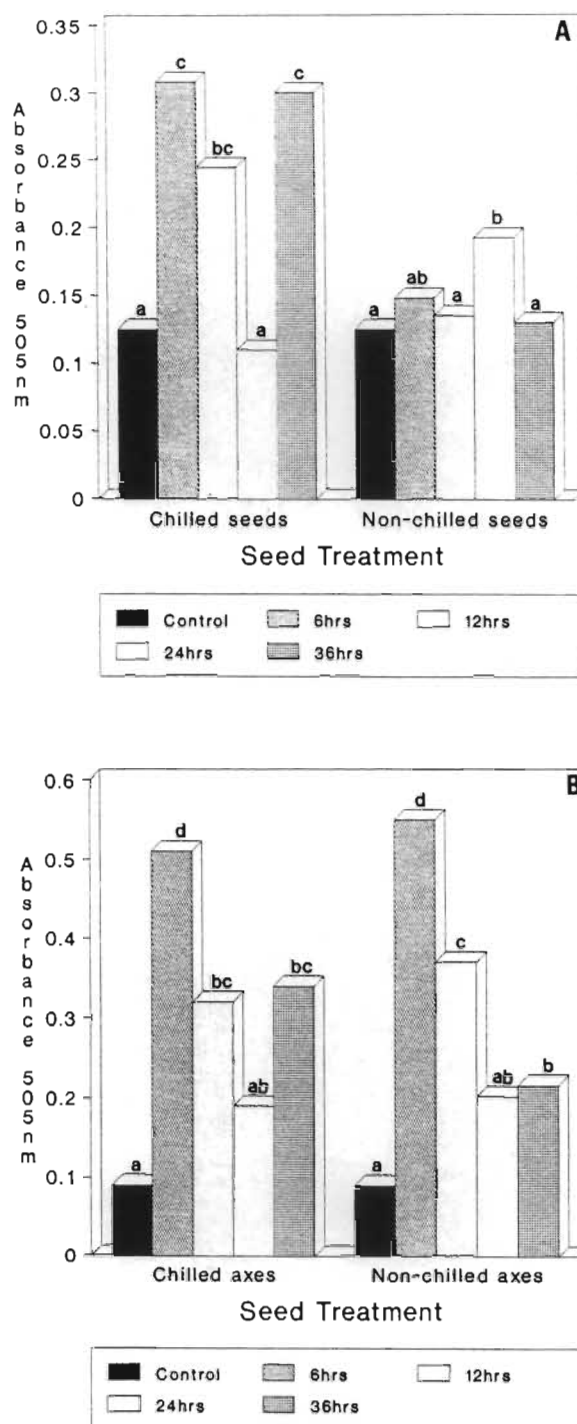 A
Absorbance 505nm
0.35
0.3
0.25
0.2
0.15
0.1
0.05
0
a c bc a c a ab a b a
Chilled seeds Non-chilled seeds
Seed Treatment
Control 6hrs 12hrs
24hrs 36hrs
B
Absorbance 505nm
0.6
0.5
0.4
0.3
0.2
0.1
0
a d bc ab bc a d c ab b
Chilled axes Non-chilled axes
Seed Treatment
Control 6hrs 12hrs
24hrs 36hrs